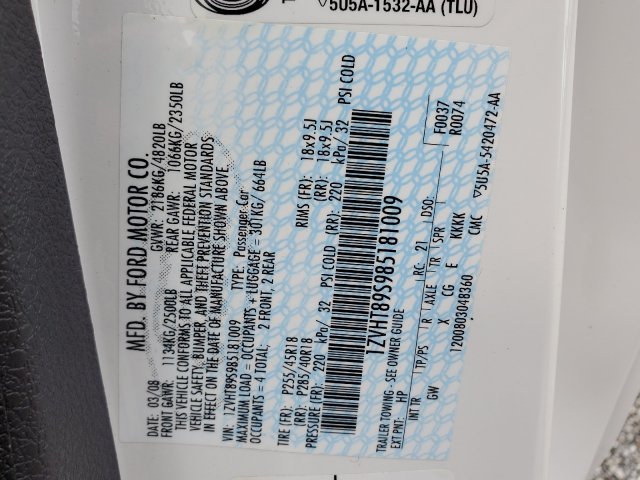 5U5A-1532-AA (TLU)
MFD. BY FORD MOTOR CO.
DATE: 03/08 GVWR: 2186KG/4820LB
FRONT GAWR: 1134KG/2500LB REAR GAWR: 1066KG/2350LB
THIS VEHICLE CONFORMS TO ALL APPLICABLE FEDERAL MOTOR
VEHICLE SAFETY, BUMPER, AND THEFT PREVENTION STANDARDS
IN EFFECT ON THE DATE OF MANUFACTURE SHOWN ABOVE.
VIN: 1ZVHT89S985181009 TYPE: Passenger Car
MAXIMUM LOAD = OCCUPANTS + LUGGAGE = 301KG/ 664LB
OCCUPANTS = 4 TOTAL: 2 FRONT, 2 REAR
TIRE (FR): P255/45R18 RIMS (FR): 18x9.5J
(RR): P285/40R18 (RR): 18x9.5J
PRESSURE (FR): 220 kPa/ 32 PSI COLD (RR) 220 kPa/ 32 PSI COLD
1ZVHT89S985181009
TRAILER TOWING - SEE OWNER GUIDE
EXT PNT: HP RC: 21 DSO: F0037
R0074
INT TR TP/PS R AXLE TR SPR
GW X CG E KKKK
1200803048360 CMC 5U5A-5420472-AA